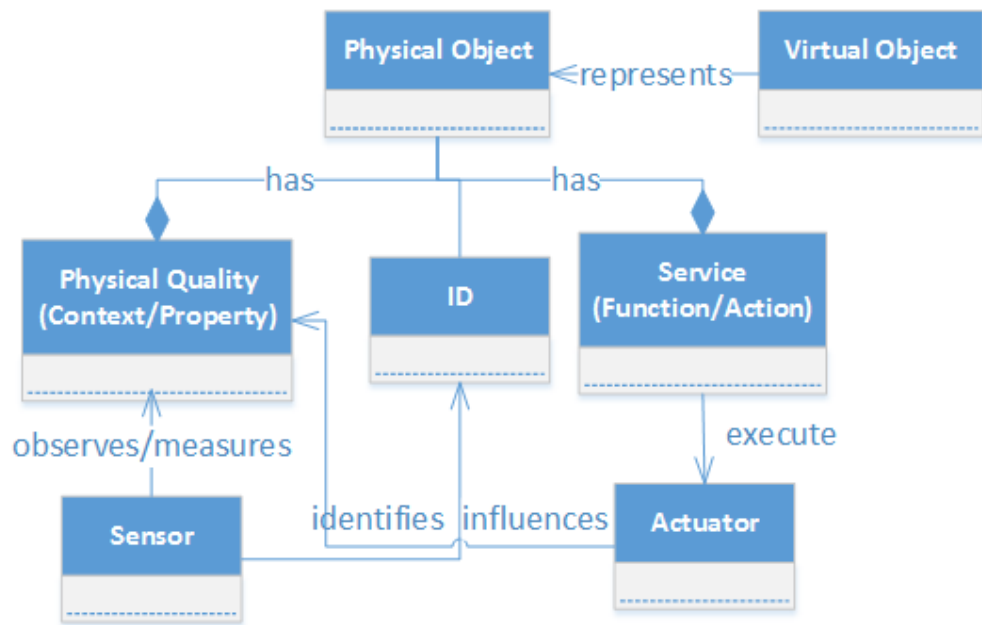 Physical Object
represents
Virtual Object
has
has
Physical Quality
(Context/Property)
ID
Service
(Function/Action)
observes/measures
execute
identifies
influences
Sensor
Actuator